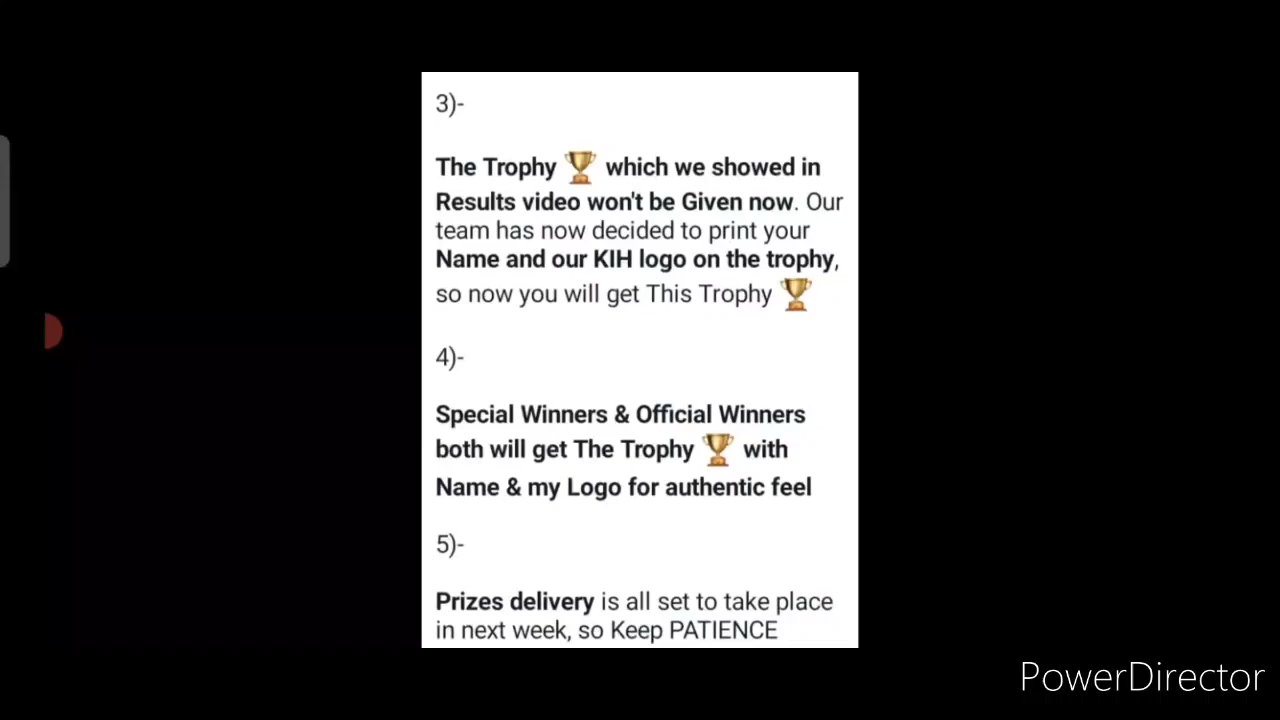 3)-
The Trophy 🏆 which we showed in
Results video won't be Given now. Our
team has now decided to print your
Name and our KIH logo on the trophy,
so now you will get This Trophy 🏆
4)-
Special Winners & Official Winners
both will get The Trophy 🏆 with
Name & my Logo for authentic feel
5)-
Prizes delivery is all set to take place
in next week, so Keep PATIENCE
PowerDirector